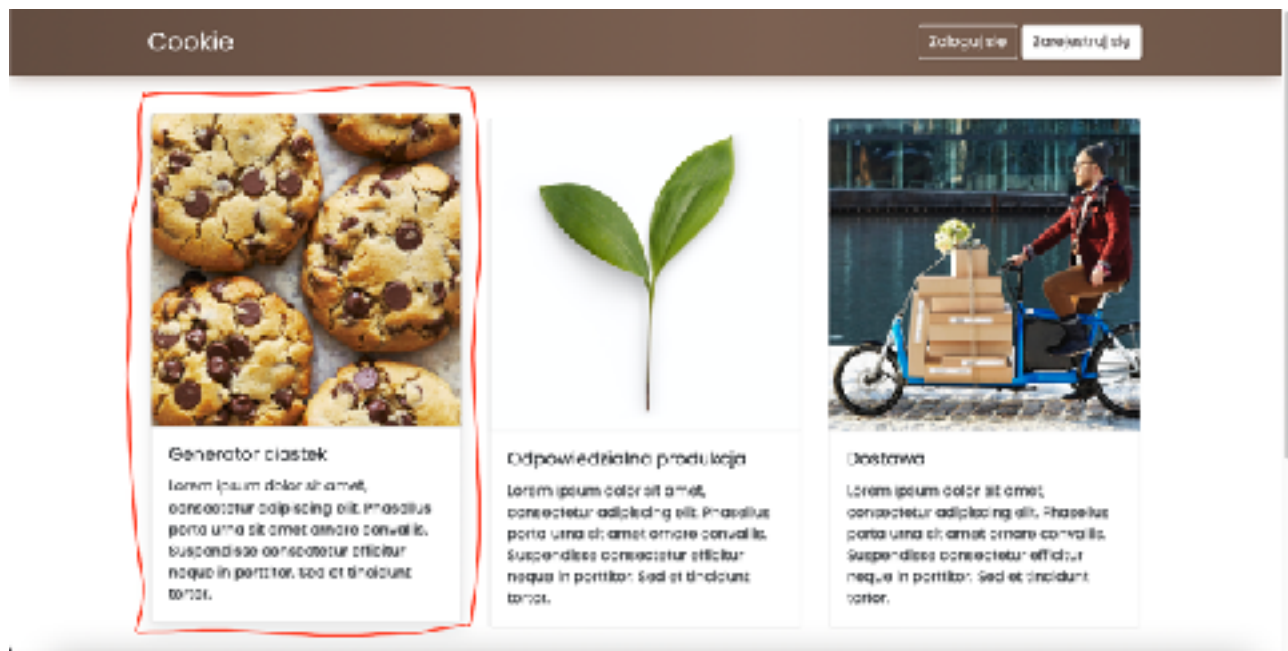 Cookie
Zaloguj się
Zarejestruj się
Generator ciastek
Lorem ipsum dolor sit amet,
consectetur adipiscing elit. Phasellus
porta urna sit amet ornare convallis.
Suspendisse consectetur efficitur
neque in porttitor. Sed et tincidunt
tortor.
Odpowiedzialna produkcja
Lorem ipsum dolor sit amet,
consectetur adipiscing elit. Phasellus
porta urna sit amet ornare convallis.
Suspendisse consectetur efficitur
neque in porttitor. Sed et tincidunt
tortor.
Dostawa
Lorem ipsum dolor sit amet,
consectetur adipiscing elit. Phasellus
porta urna sit amet ornare convallis.
Suspendisse consectetur efficitur
neque in porttitor. Sed et tincidunt
tortor.